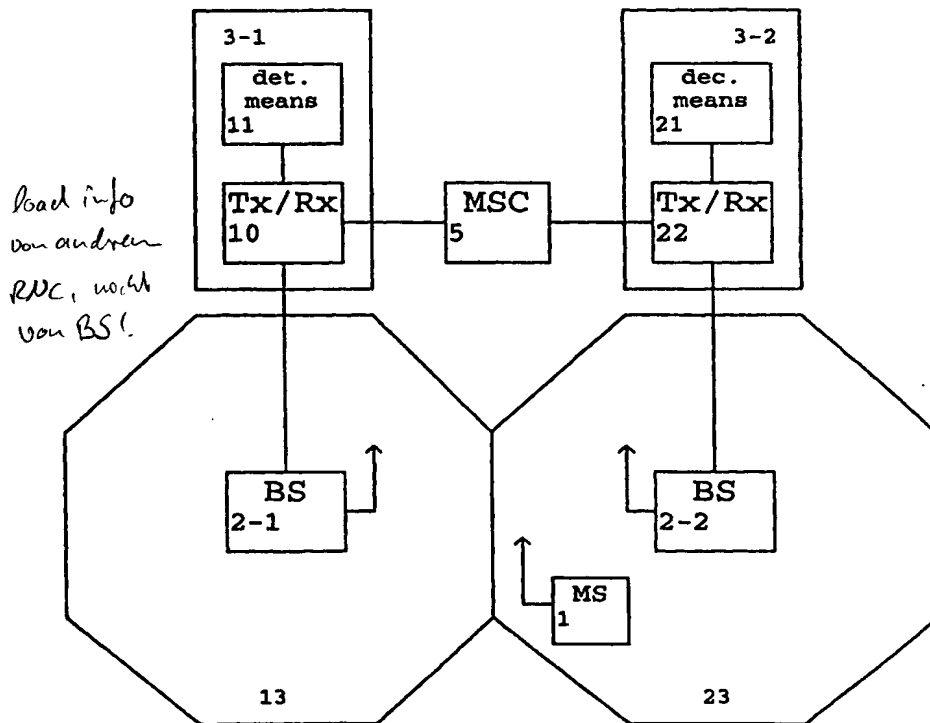 3-1
3-2
det.
means
11
dec.
means
21
Tx/Rx
10
MSC
5
Tx/Rx
22
load info
von andren
RNC, nicht
von BS!
BS
2-1
BS
2-2
MS
1
13
23